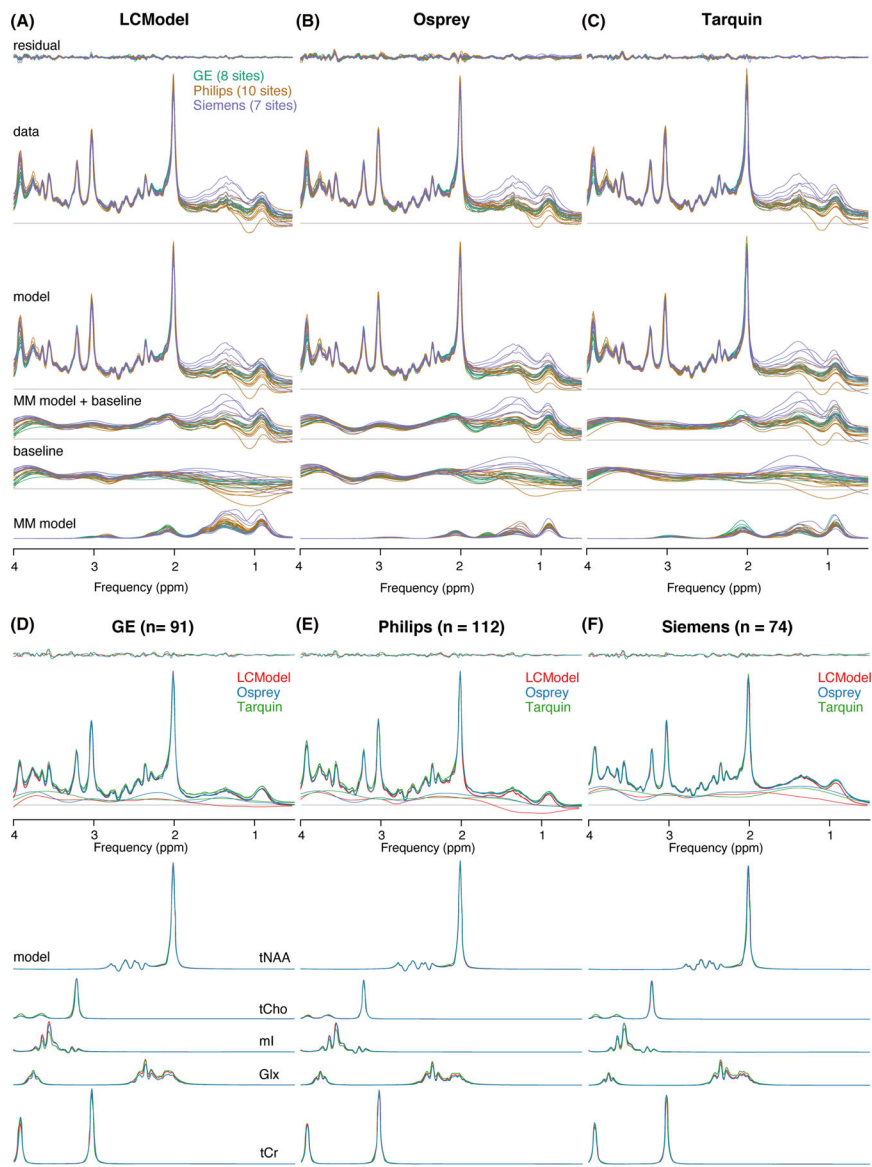 (A) LCModel (B) Osprey (C) Tarquin
residual
GE (8 sites)
Philips (10 sites)
Siemens (7 sites)
data
model
MM model + baseline
baseline
MM model
4 3 2 1 4 3 2 1 4 3 2 1
Frequency (ppm) Frequency (ppm) Frequency (ppm)
(D) GE (n= 91) (E) Philips (n = 112) (F) Siemens (n = 74)
LCModel LCModel LCModel
Osprey Osprey Osprey
Tarquin Tarquin Tarquin
4 3 2 1 4 3 2 1 4 3 2 1
Frequency (ppm) Frequency (ppm) Frequency (ppm)
model tNAA
tCho
mI
Glx
tCr